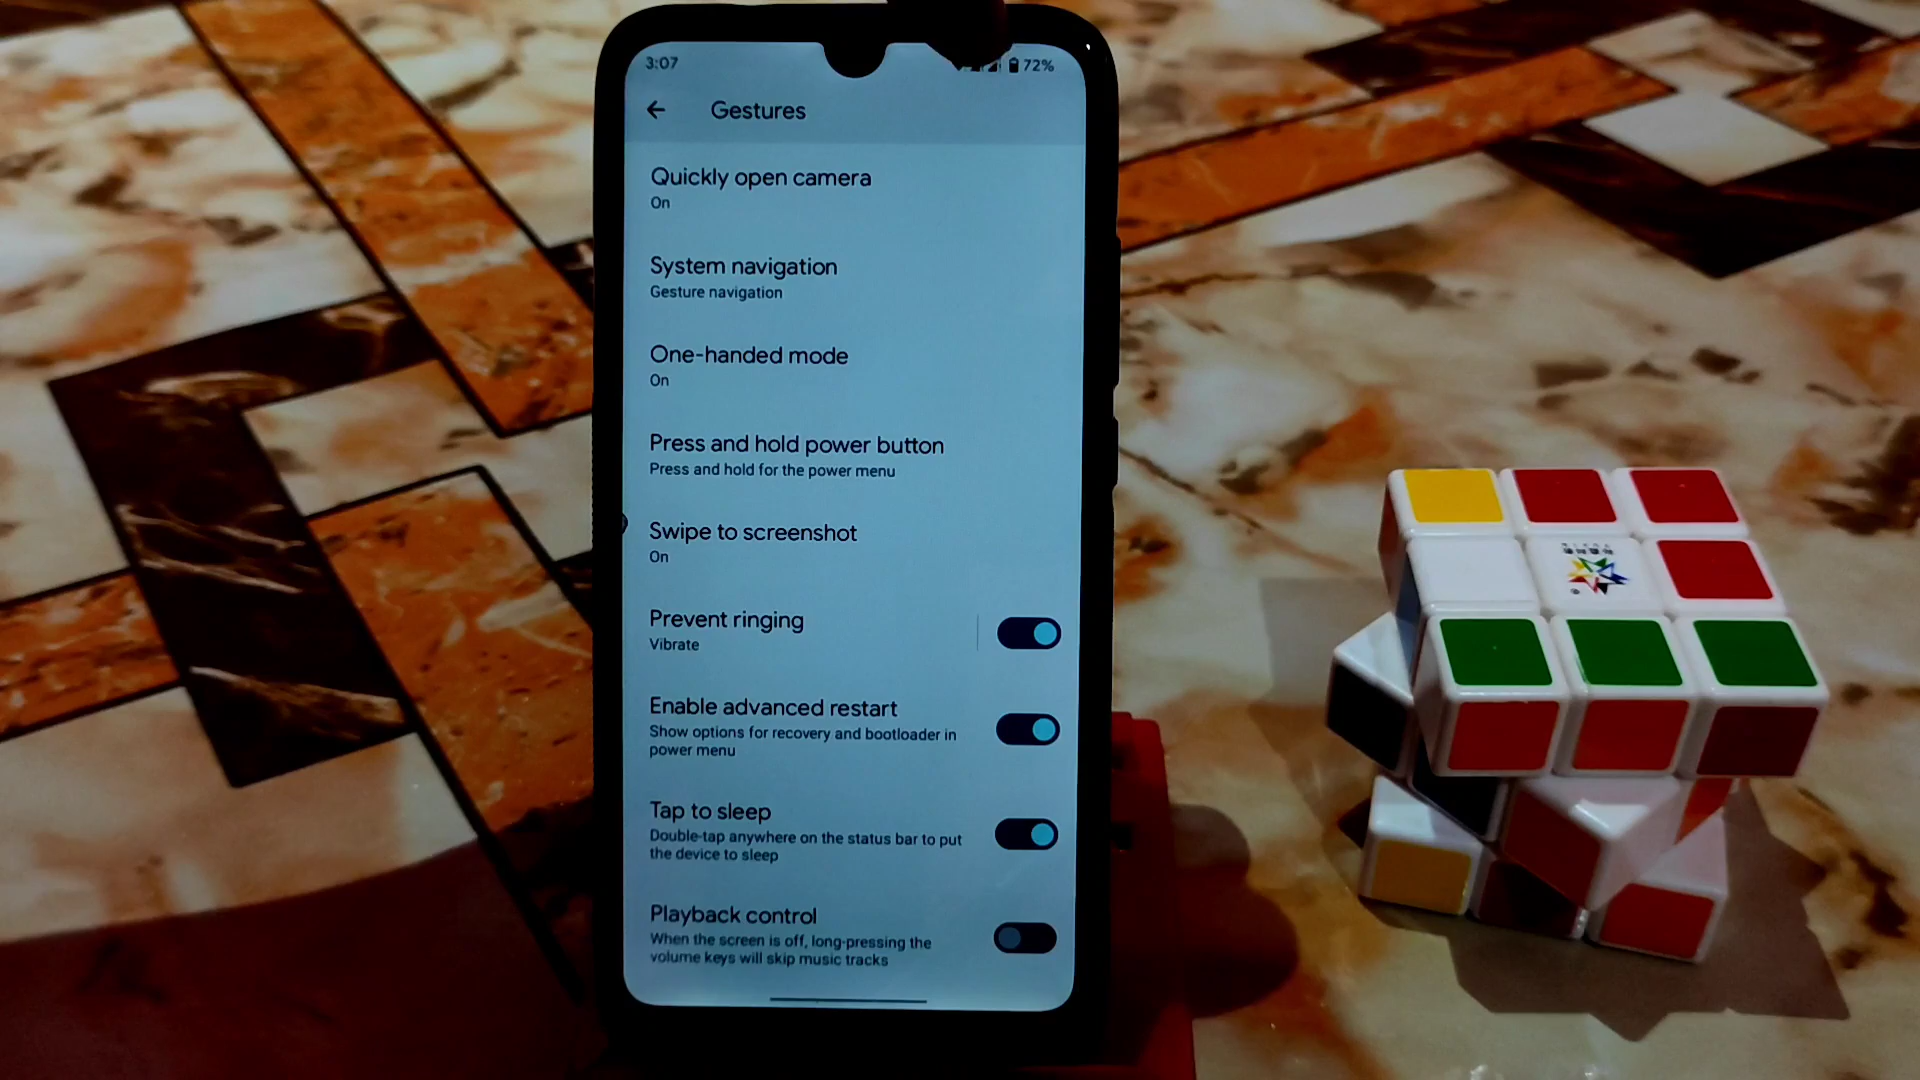 3:07
72%
Gestures
Quickly open camera
On
System navigation
Gesture navigation
One-handed mode
On
Press and hold power button
Press and hold for the power menu
Swipe to screenshot
On
Prevent ringing
Vibrate
Enable advanced restart
Show options for recovery and bootloader in
power menu
Tap to sleep
Double-tap anywhere on the status bar to put
the device to sleep
Playback control
When the screen is off, long-pressing the
volume keys will skip music tracks